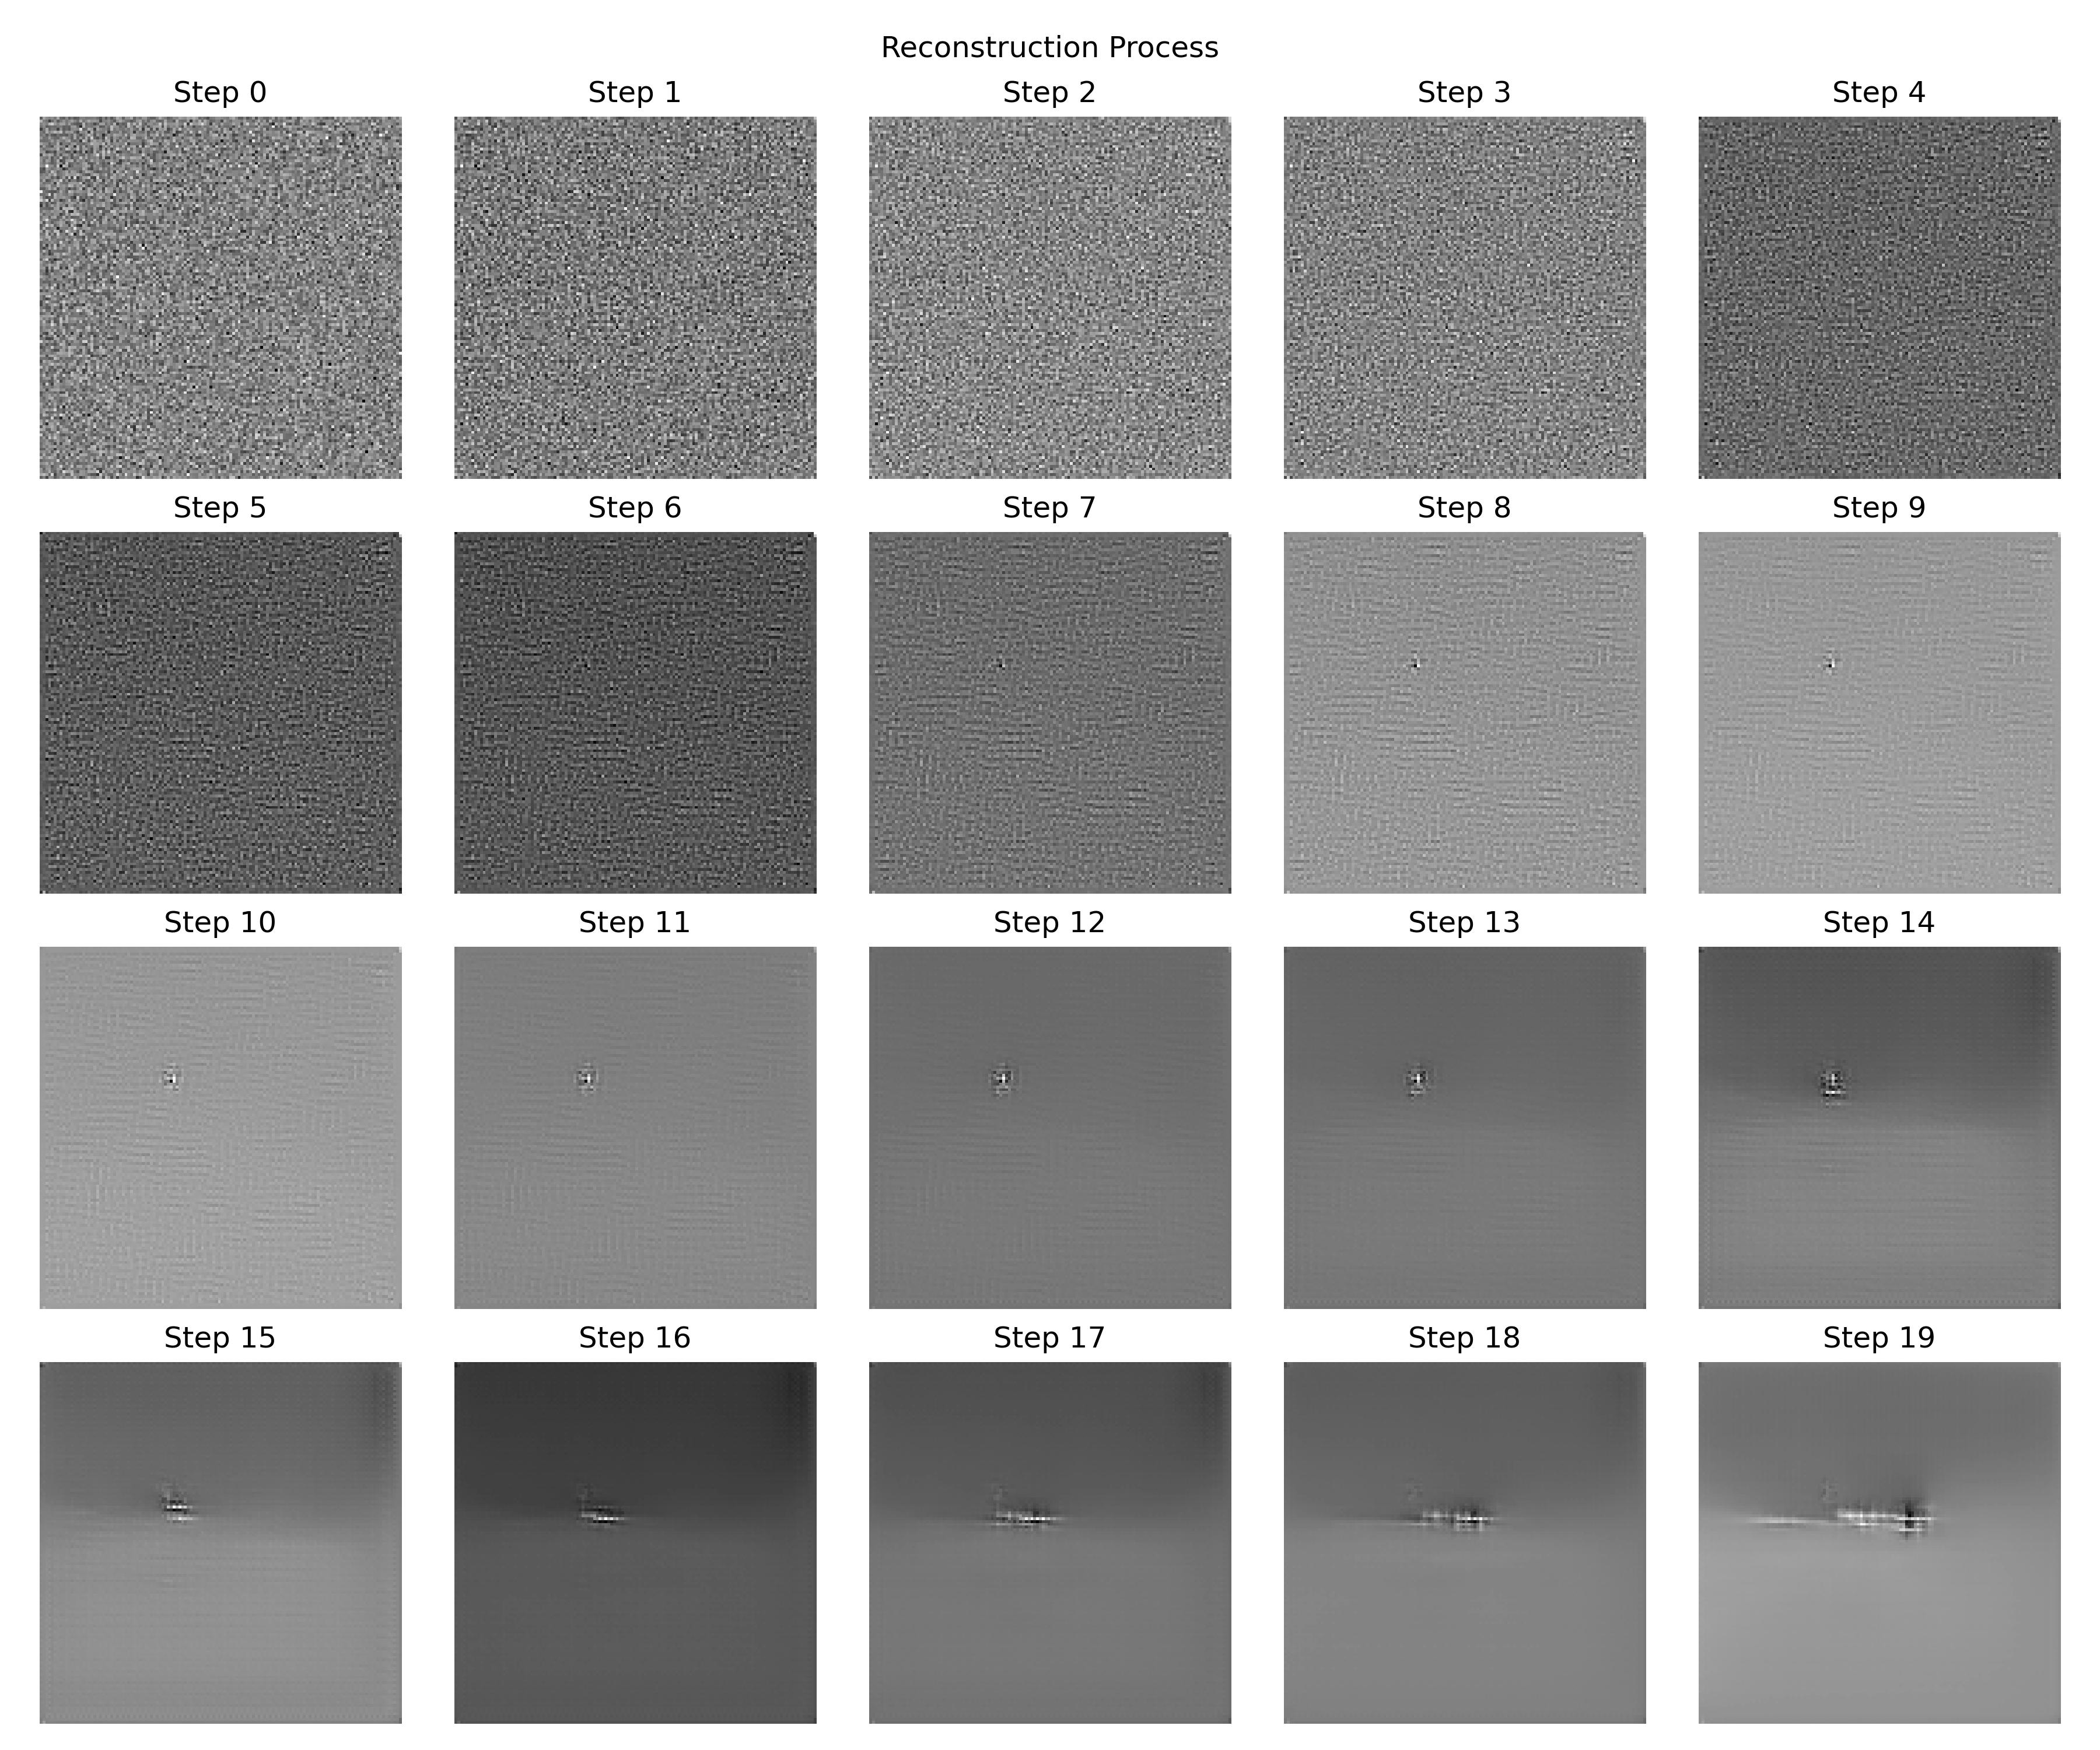 Reconstruction Process
Step 0 Step 1 Step 2 Step 3 Step 4
Step 5 Step 6 Step 7 Step 8 Step 9
Step 10 Step 11 Step 12 Step 13 Step 14
Step 15 Step 16 Step 17 Step 18 Step 19